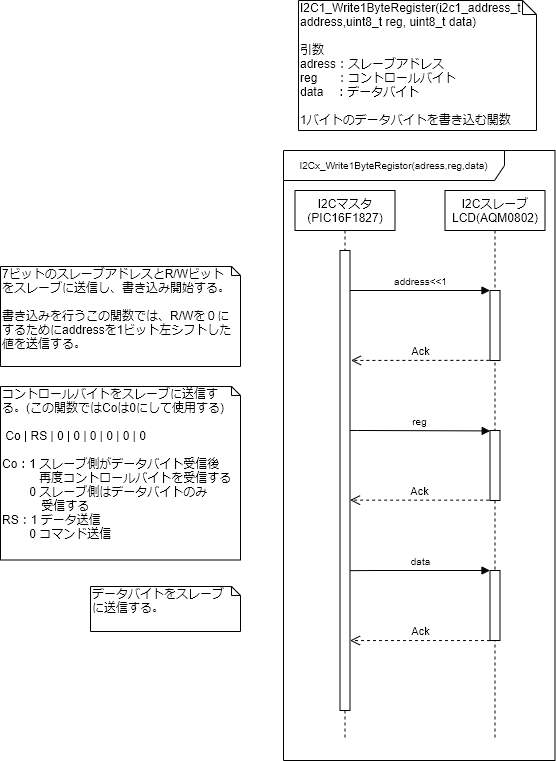 I2C1_Write1ByteRegister(i2c1_address_t
address,uint8_t reg, uint8_t data)
引数
adress：スレーブアドレス
reg　：コントロールバイト
data　：データバイト
1バイトのデータバイトを書き込む関数
I2Cx_Write1ByteRegistor(adress,reg,data)
I2Cマスタ
(PIC16F1827)
I2Cスレーブ
LCD(AQM0802)
7ビットのスレーブアドレスとR/Wビット
をスレーブに送信し、書き込み開始する。
書き込みを行うこの関数では、R/Wを０に
するためにaddressを1ビット左シフトした
値を送信する。
address<<1
Ack
コントロールバイトをスレーブに送信す
る。(この関数ではCoは0にして使用する)
Co | RS | 0 | 0 | 0 | 0 | 0 | 0
Co：1 スレーブ側がデータバイト受信後
再度コントロールバイトを受信する
0 スレーブ側はデータバイトのみ
受信する
RS：1 データ送信
0 コマンド送信
reg
Ack
データバイトをスレーブ
に送信する。
data
Ack